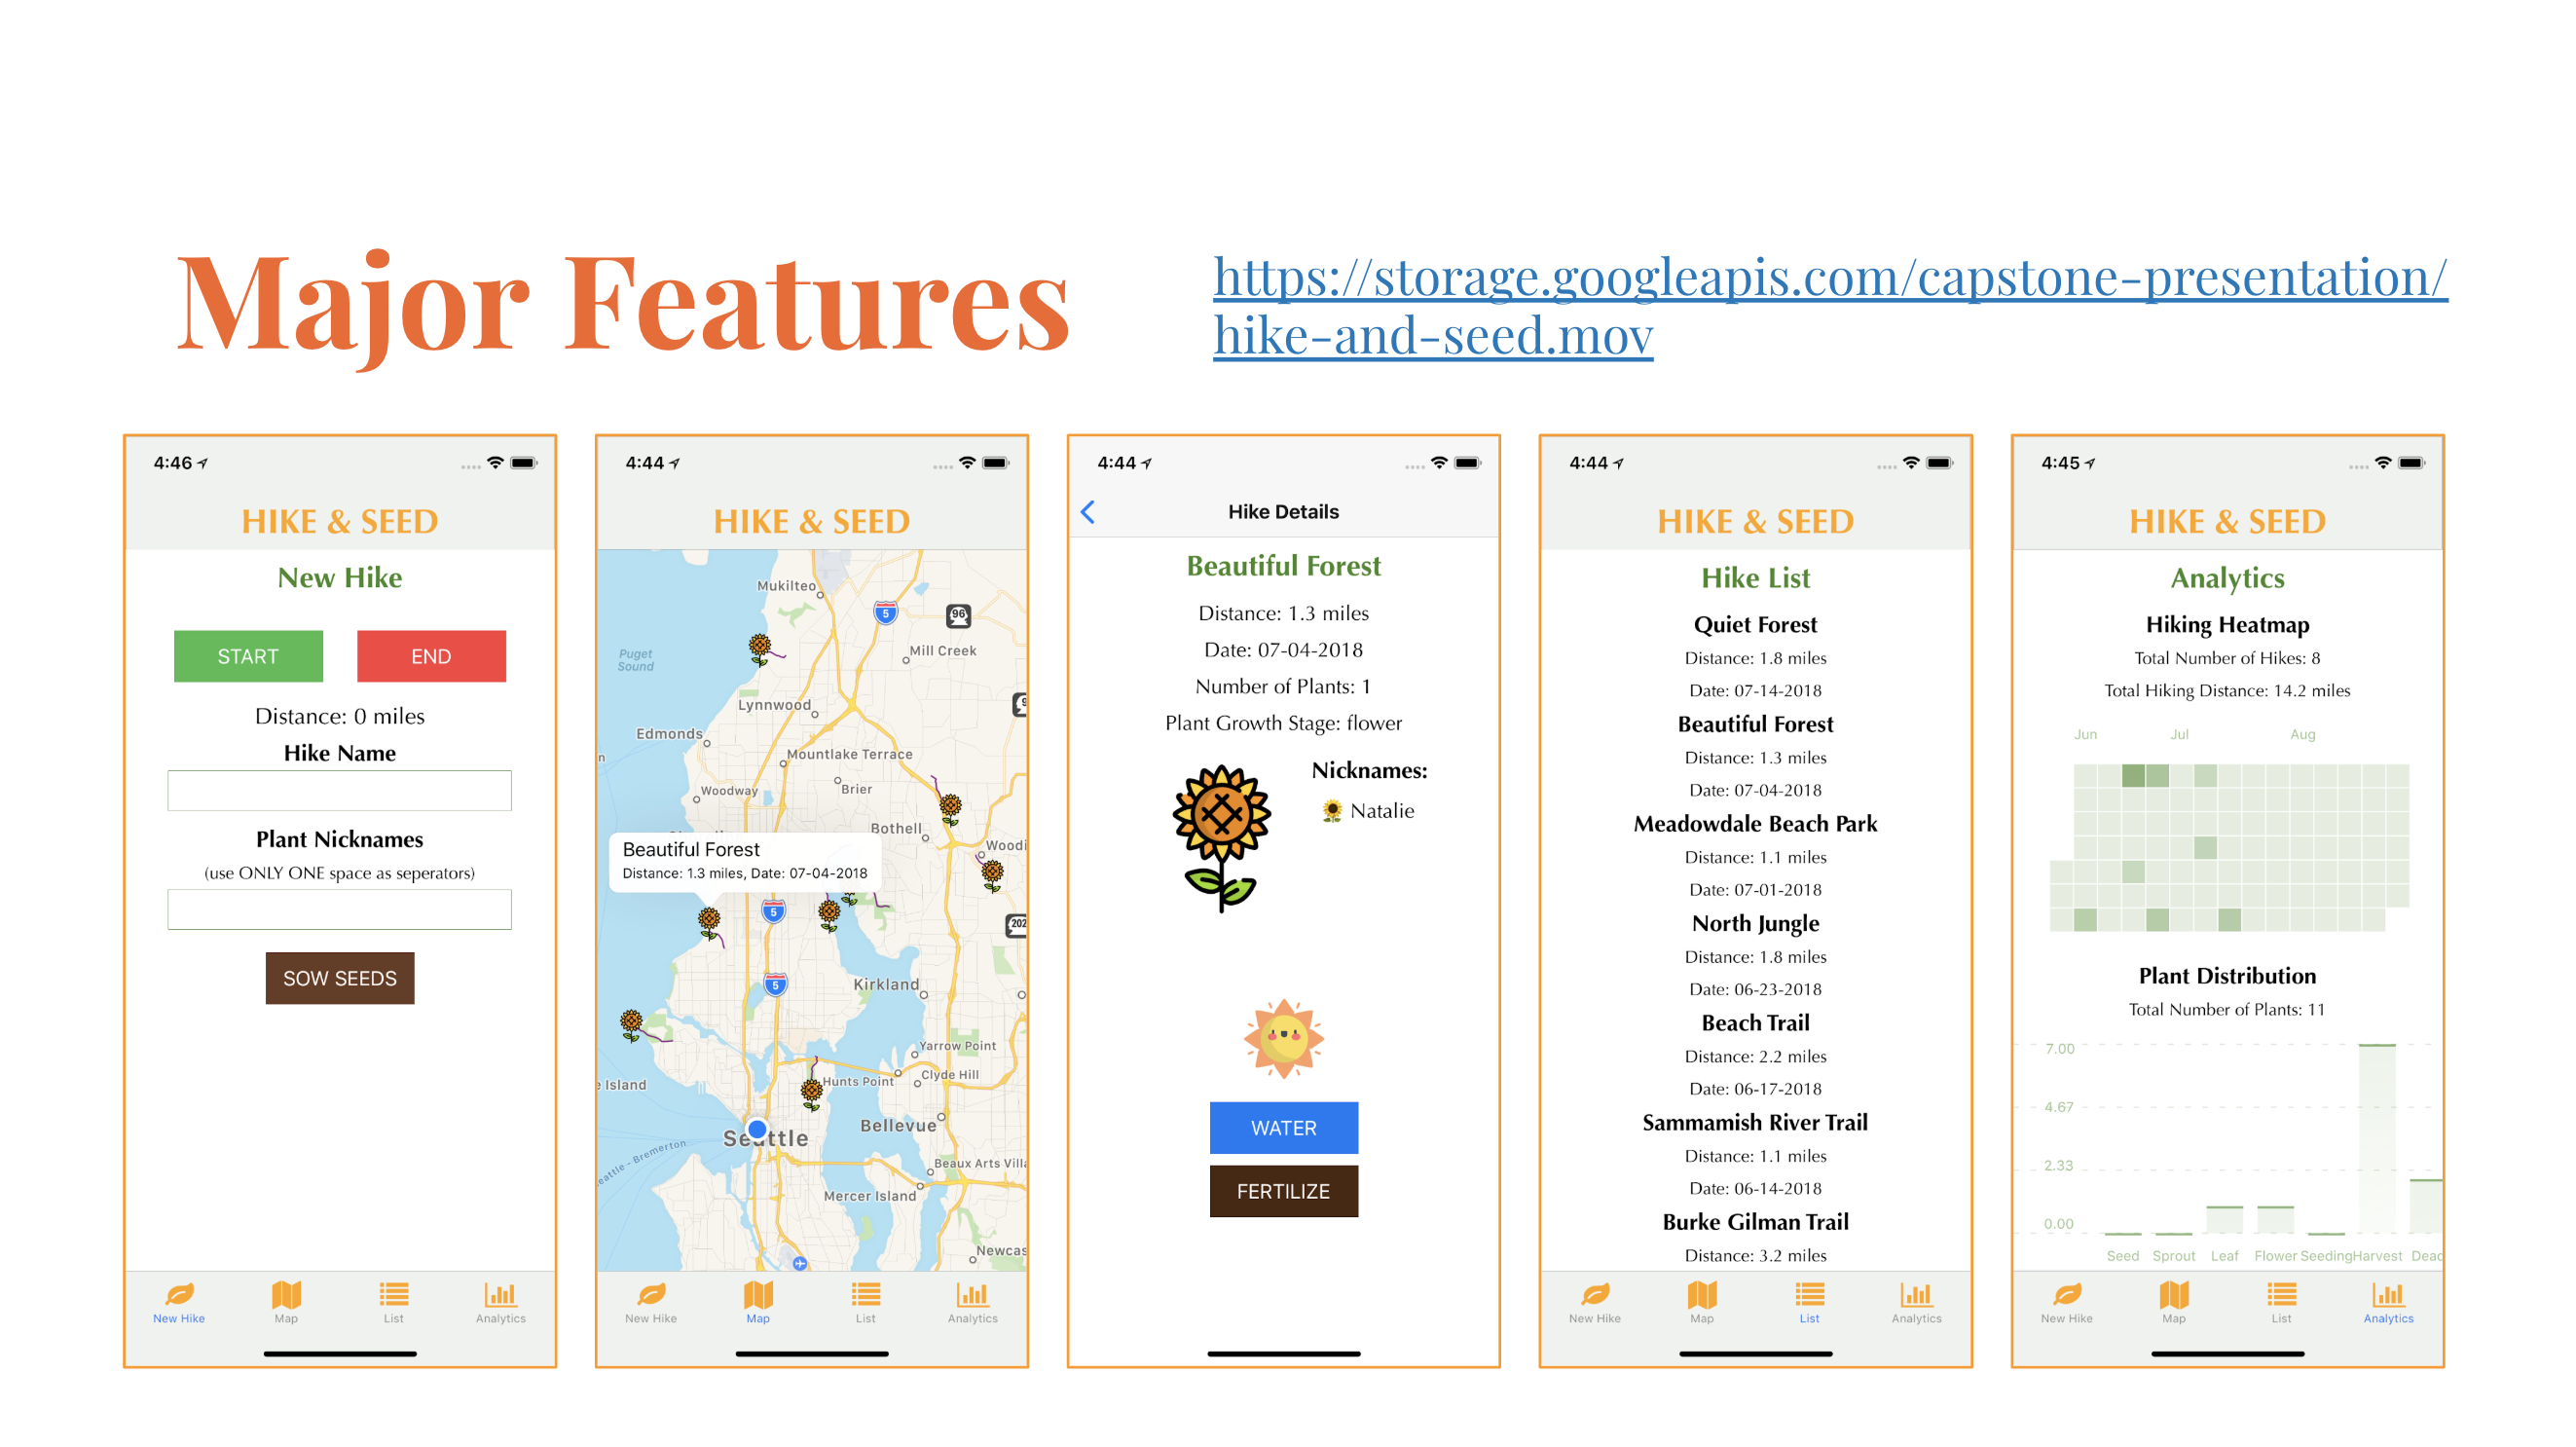 Major Features
https://storage.googleapis.com/capstone-presentation/
hike-and-seed.mov
4:46
HIKE & SEED
New Hike
START
END
Distance: 0 miles
Hike Name
Plant Nicknames
(use ONLY ONE space as seperators)
SOW SEEDS
New Hike
Map
List
Analytics
4:44
HIKE & SEED
Mukilteo
5
96
Puget
Sound
Mill Creek
Lynnwood
Edmonds
Mountlake Terrace
Woodway
Brier
Bothell
Woodi
Beautiful Forest
Distance: 1.3 miles, Date: 07-04-2018
5
202
5
Kirkland
Yarrow Point
Hunts Point
Clyde Hill
Island
Seattle
Bellevue
eattle - Bremerton
Beaux Arts Villa
Mercer Island
Newcas
New Hike
Map
List
Analytics
4:44
Hike Details
Beautiful Forest
Distance: 1.3 miles
Date: 07-04-2018
Number of Plants: 1
Plant Growth Stage: flower
Nicknames:
🌻 Natalie
WATER
FERTILIZE
4:44
HIKE & SEED
Hike List
Quiet Forest
Distance: 1.8 miles
Date: 07-14-2018
Beautiful Forest
Distance: 1.3 miles
Date: 07-04-2018
Meadowdale Beach Park
Distance: 1.1 miles
Date: 07-01-2018
North Jungle
Distance: 1.8 miles
Date: 06-23-2018
Beach Trail
Distance: 2.2 miles
Date: 06-17-2018
Sammamish River Trail
Distance: 1.1 miles
Date: 06-14-2018
Burke Gilman Trail
Distance: 3.2 miles
New Hike
Map
List
Analytics
4:45
HIKE & SEED
Analytics
Hiking Heatmap
Total Number of Hikes: 8
Total Hiking Distance: 14.2 miles
Jun Jul Aug
Plant Distribution
Total Number of Plants: 11
7.00
4.67
2.33
0.00
Seed Sprout Leaf Flower Seeding Harvest Dead
New Hike
Map
List
Analytics